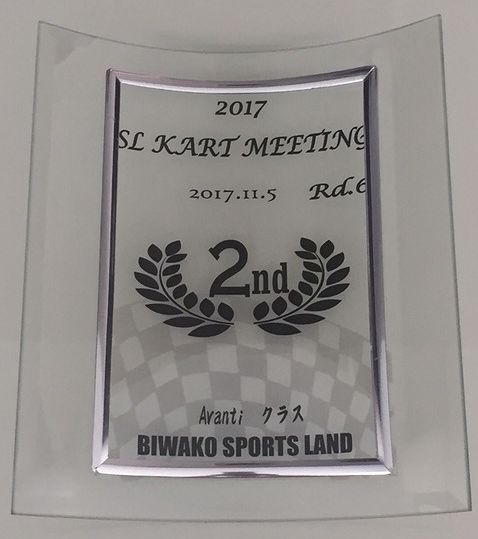 2017
SL KART MEETING
2017.11.5 Rd.6
2nd
Avanti クラス
BIWAKO SPORTS LAND